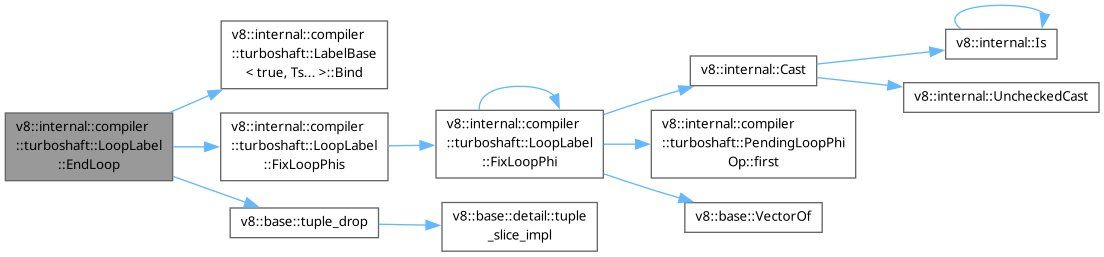 v8::internal::compiler
::turboshaft::LoopLabel
::EndLoop
v8::internal::compiler
::turboshaft::LabelBase
< true, Ts... >::Bind
v8::internal::compiler
::turboshaft::LoopLabel
::FixLoopPhis
v8::base::tuple_drop
v8::internal::compiler
::turboshaft::LoopLabel
::FixLoopPhi
v8::base::detail::tuple
_slice_impl
v8::internal::Cast
v8::internal::compiler
::turboshaft::PendingLoopPhi
Op::first
v8::base::VectorOf
v8::internal::Is
v8::internal::UncheckedCast